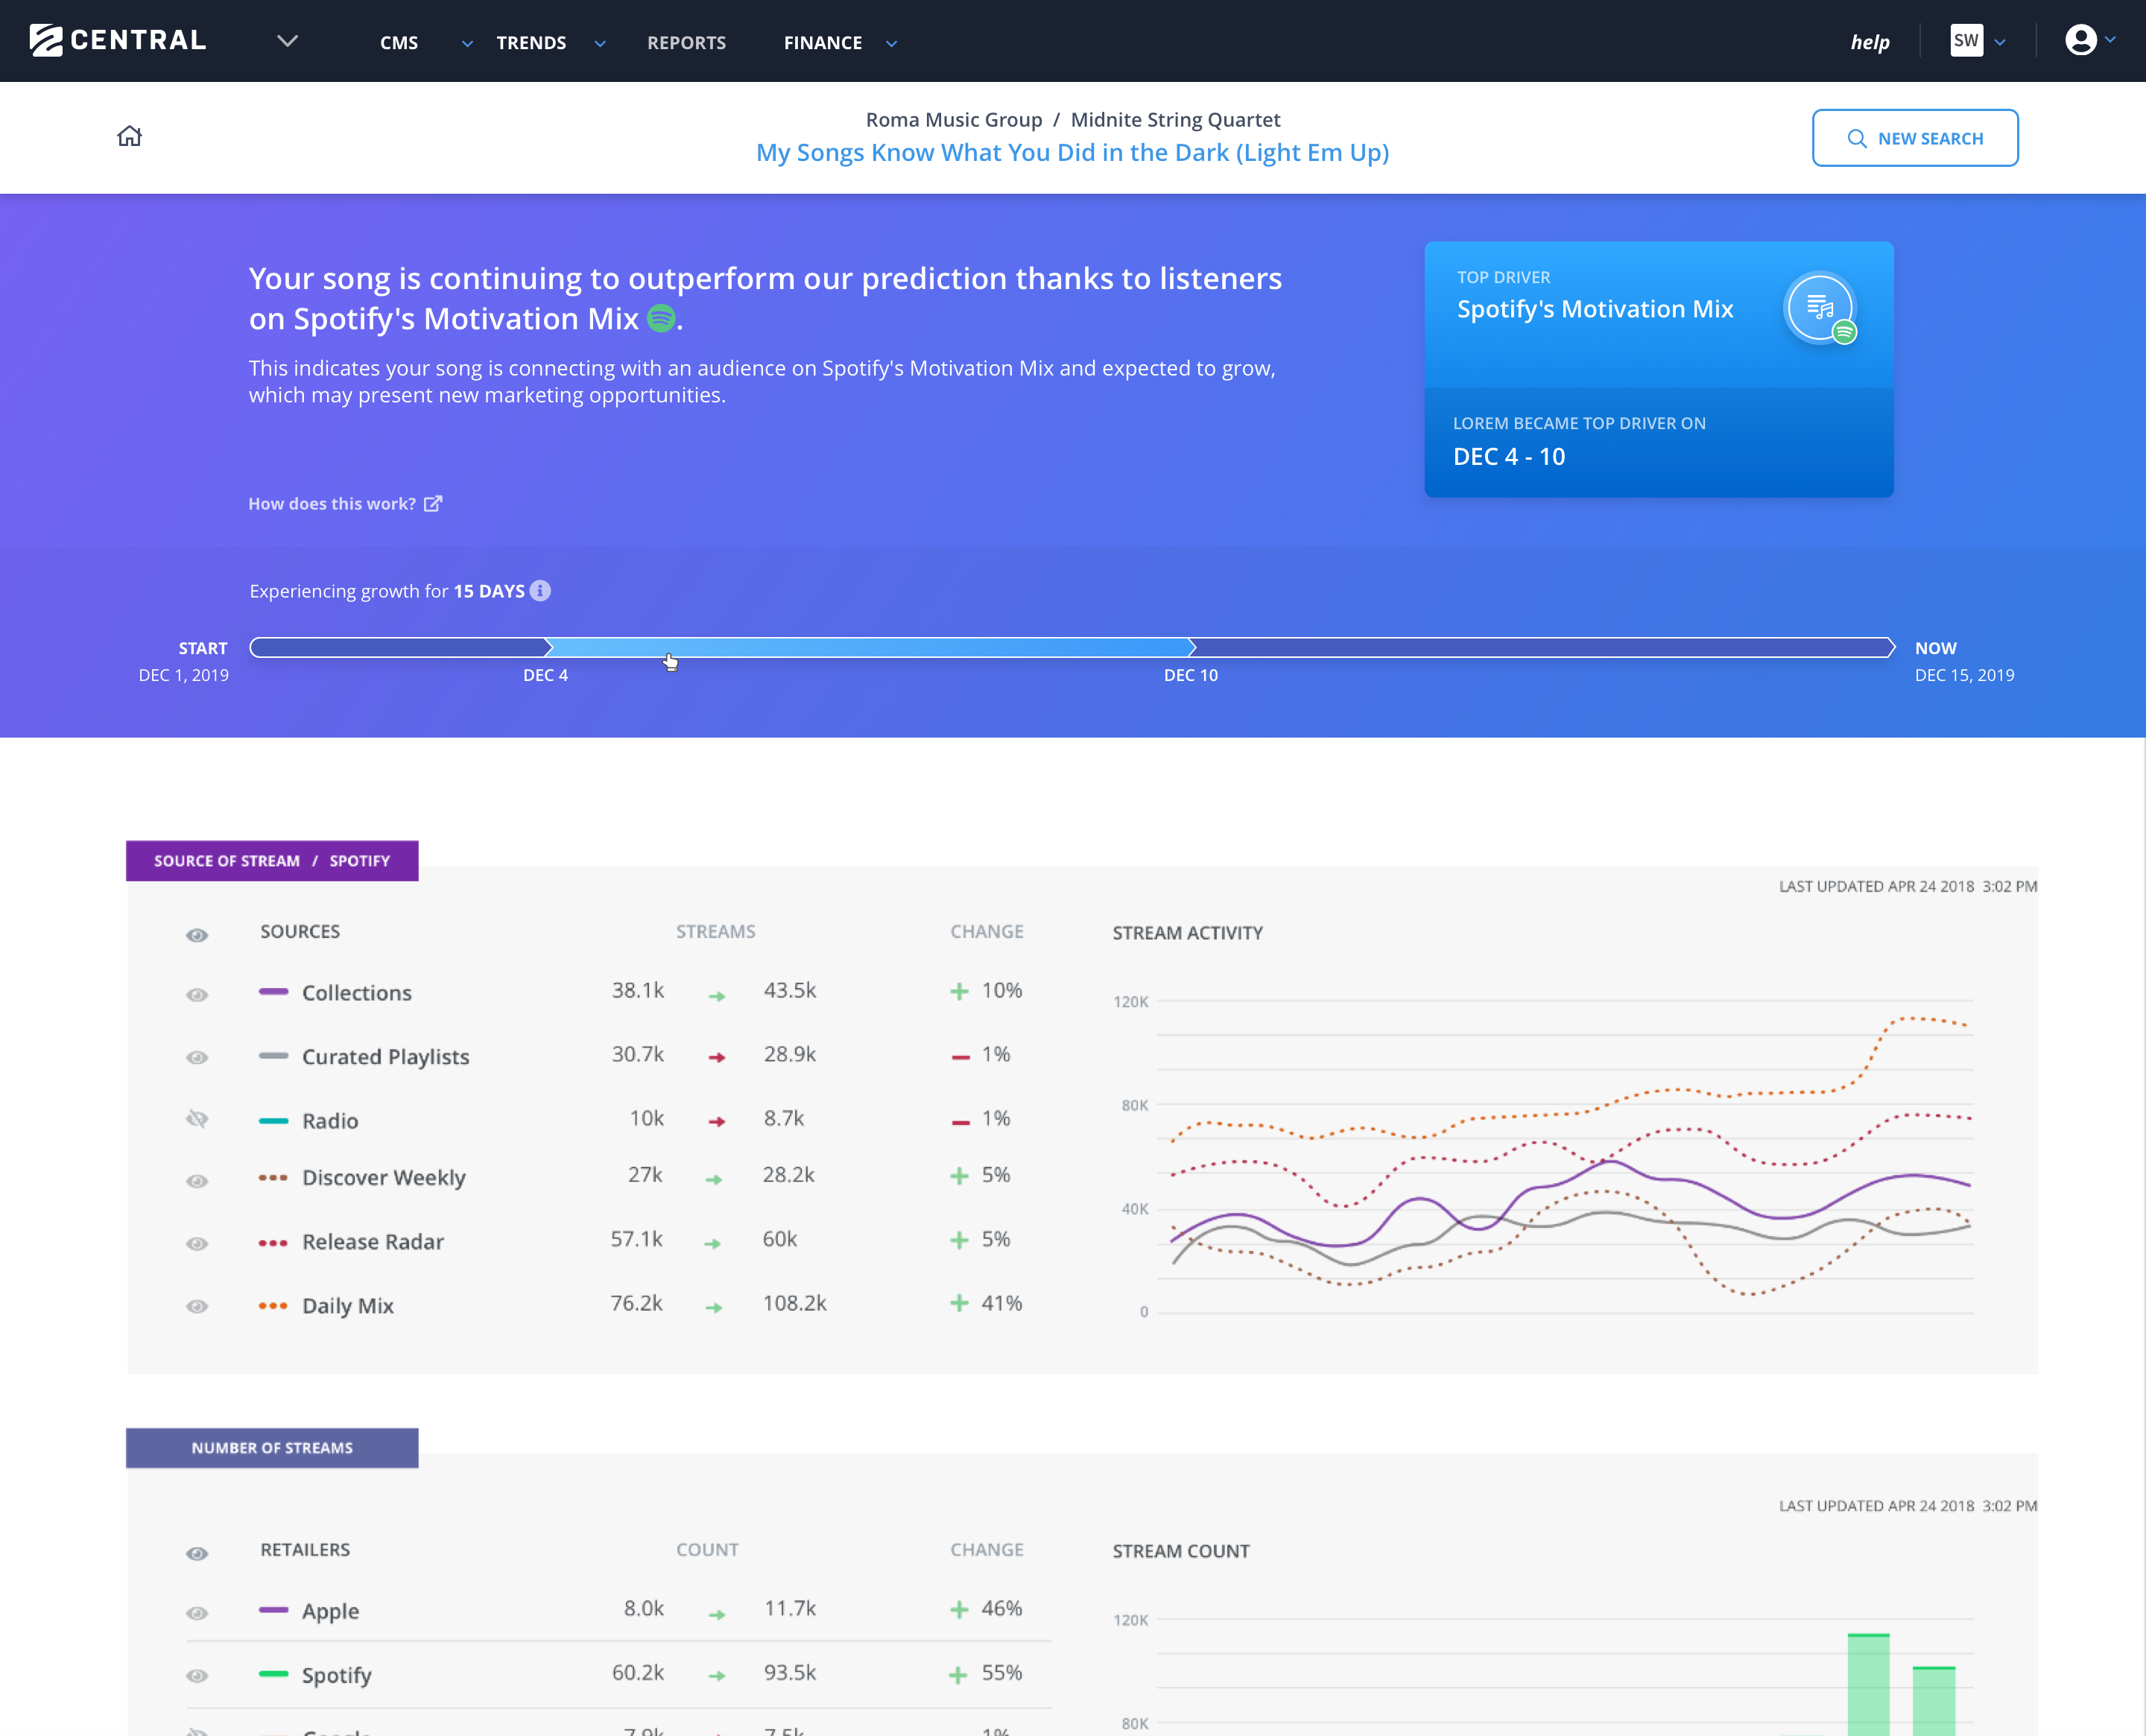 CENTRAL
CMS TRENDS REPORTS FINANCE
help SW
Roma Music Group / Midnite String Quartet
My Songs Know What You Did in the Dark (Light Em Up)
NEW SEARCH
Your song is continuing to outperform our prediction thanks to listeners
on Spotify's Motivation Mix .
This indicates your song is connecting with an audience on Spotify's Motivation Mix and expected to grow,
which may present new marketing opportunities.
How does this work?
TOP DRIVER
Spotify's Motivation Mix
LOREM BECAME TOP DRIVER ON
DEC 4 - 10
Experiencing growth for 15 DAYS
START
DEC 1, 2019
DEC 4
DEC 10
NOW
DEC 15, 2019
SOURCE OF STREAM / SPOTIFY
LAST UPDATED APR 24 2018 3:02 PM
SOURCES STREAMS CHANGE
Collections 38.1k 43.5k + 10%
Curated Playlists 30.7k 28.9k – 1%
Radio 10k 8.7k – 1%
Discover Weekly 27k 28.2k + 5%
Release Radar 57.1k 60k + 5%
Daily Mix 76.2k 108.2k + 41%
STREAM ACTIVITY
120K
80K
40K
0
NUMBER OF STREAMS
LAST UPDATED APR 24 2018 3:02 PM
RETAILERS COUNT CHANGE
Apple 8.0k 11.7k + 46%
Spotify 60.2k 93.5k + 55%
Google 7.9k 7.5k 1%
STREAM COUNT
120K
80K